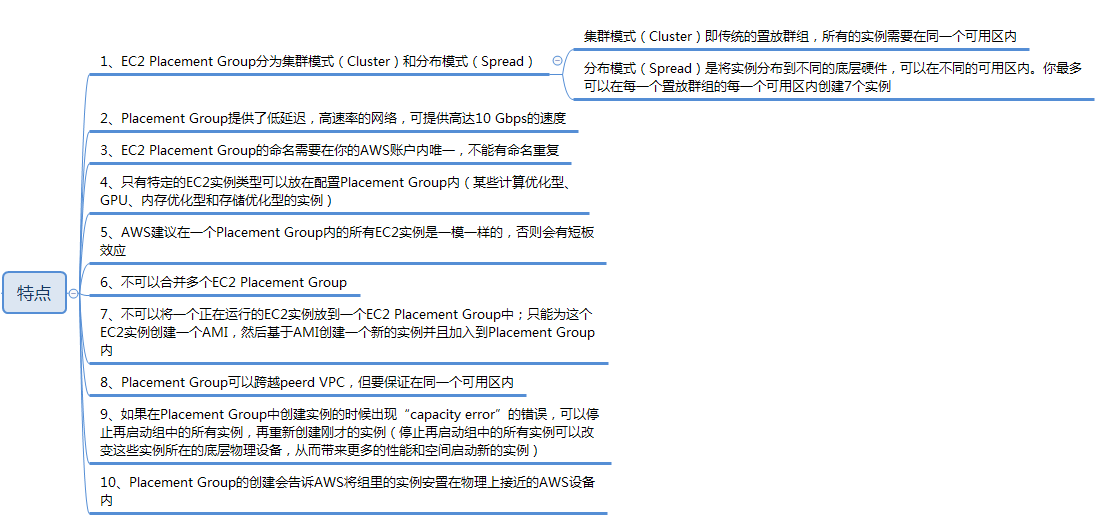 特点
1、EC2 Placement Group分为集群模式（Cluster）和分布模式（Spread）
集群模式（Cluster）即传统的置放群组，所有的实例需要在同一个可用区内
分布模式（Spread）是将实例分布到不同的底层硬件，可以在不同的可用区内。你最多
可以在每一个置放群组的每一个可用区内创建7个实例
2、Placement Group提供了低延迟，高速率的网络，可提供高达10 Gbps的速度
3、EC2 Placement Group的命名需要在你的AWS账户内唯一，不能有命名重复
4、只有特定的EC2实例类型可以放在配置Placement Group内（某些计算优化型、
GPU、内存优化型和存储优化型的实例）
5、AWS建议在一个Placement Group内的所有EC2实例是一模一样的，否则会有短板
效应
6、不可以合并多个EC2 Placement Group
7、不可以将一个正在运行的EC2实例放到一个EC2 Placement Group中；只能为这个
EC2实例创建一个AMI，然后基于AMI创建一个新的实例并且加入到Placement Group
内
8、Placement Group可以跨越peerd VPC，但要保证在同一个可用区内
9、如果在Placement Group中创建实例的时候出现“capacity error”的错误，可以停
止再启动组中的所有实例，再重新创建刚才的实例（停止再启动组中的所有实例可以改
变这些实例所在的底层物理设备，从而带来更多的性能和空间启动新的实例）
10、Placement Group的创建会告诉AWS将组里的实例安置在物理上接近的AWS设备
内